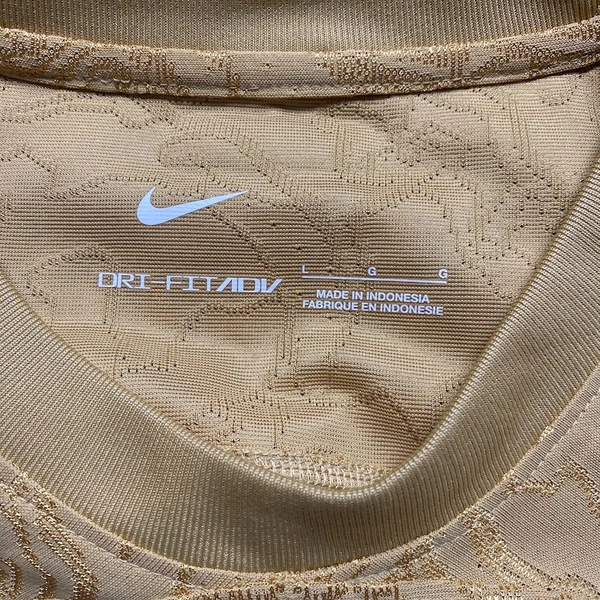 DRI-FIT ADV
L G G
MADE IN INDONESIA
FABRIQUE EN INDONESIE